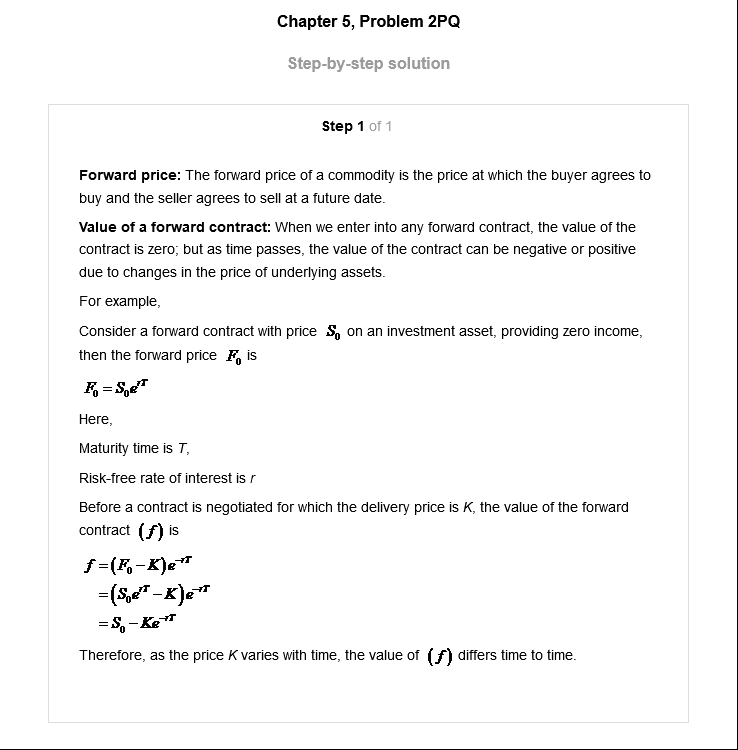 Chapter 5, Problem 2PQ
Step-by-step solution
Step 1 of 1
Forward price: The forward price of a commodity is the price at which the buyer agrees to
buy and the seller agrees to sell at a future date.
Value of a forward contract: When we enter into any forward contract, the value of the
contract is zero; but as time passes, the value of the contract can be negative or positive
due to changes in the price of underlying assets.
For example,
Consider a forward contract with price S₀ on an investment asset, providing zero income,
then the forward price F₀ is
F₀ = S₀e^{rT}
Here,
Maturity time is T,
Risk-free rate of interest is r
Before a contract is negotiated for which the delivery price is K, the value of the forward
contract (f) is
f = (F₀ − K)e^{−rT}
= (S₀e^{rT} − K)e^{−rT}
= S₀ − Ke^{−rT}
Therefore, as the price K varies with time, the value of (f) differs time to time.